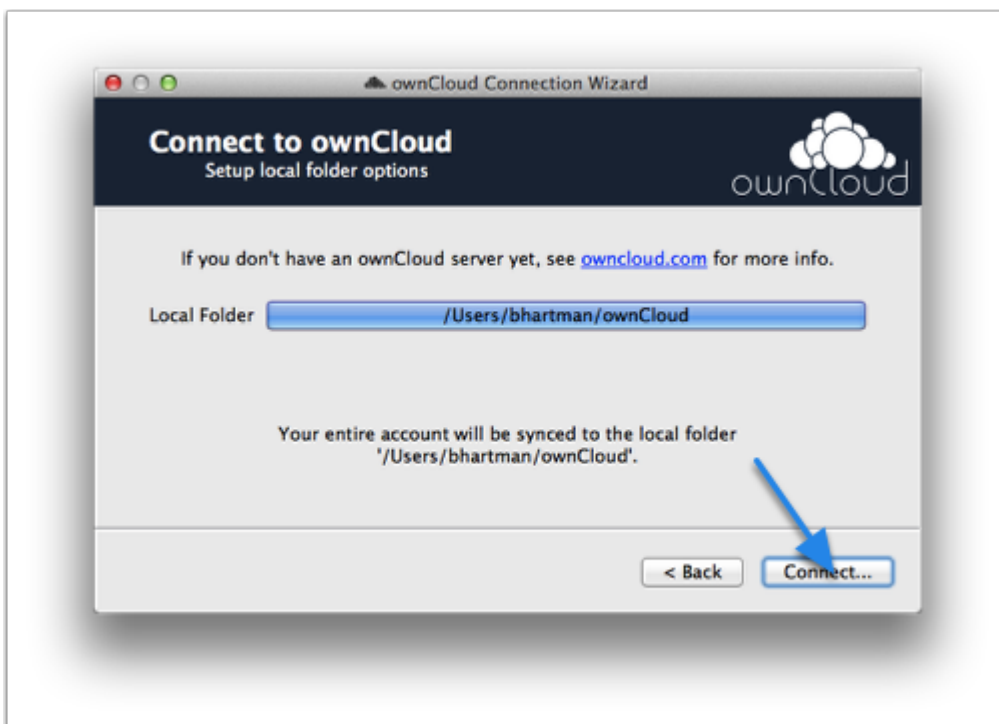 ownCloud Connection Wizard
Connect to ownCloud
Setup local folder options
ownCloud
If you don't have an ownCloud server yet, see owncloud.com for more info.
Local Folder /Users/bhartman/ownCloud
Your entire account will be synced to the local folder
'/Users/bhartman/ownCloud'.
< Back Connect...